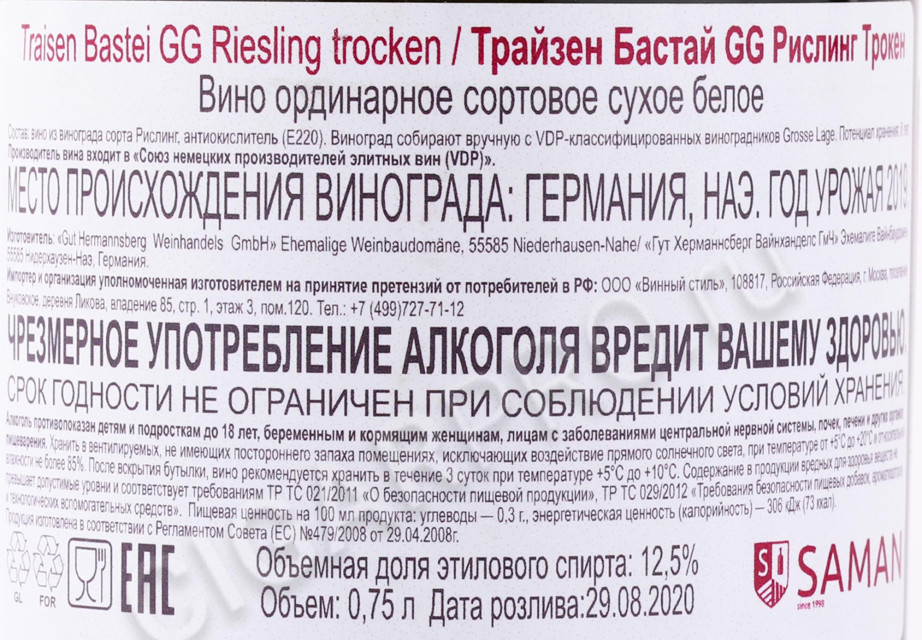 Traisen Bastei GG Riesling trocken / Трайзен Бастай GG Рислинг Трокен
Вино ординарное сортовое сухое белое
Состав: вино из винограда сорта Рислинг, антиокислитель (Е220). Виноград собирают вручную с VDP-классифицированных виноградников Grosse Lage. Потенциал хранения: 8 лет
Производитель вина входит в «Союз немецких производителей элитных вин (VDP)».
МЕСТО ПРОИСХОЖДЕНИЯ ВИНОГРАДА: ГЕРМАНИЯ, НАЭ. ГОД УРОЖАЯ 2019.
Изготовитель: «Gut Hermannsberg Weinhandels GmbH» Ehemalige Weinbaudomäne, 55585 Niederhausen-Nahe/ «Гут Херманнсберг Вайнханделс ГмЧ» Эхемалиге Вайнбаудомэне,
55585 Нидерхаузен-Наэ, Германия.
Импортер и организация уполномоченная изготовителем на принятие претензий от потребителей в РФ: ООО «Винный стиль», 108817, Российская Федерация, г. Москва, поселение
Внуковское, деревня Ликова, владение 85, стр. 1, этаж 3, пом.120. Тел.: +7 (499)727-71-12
ЧРЕЗМЕРНОЕ УПОТРЕБЛЕНИЕ АЛКОГОЛЯ ВРЕДИТ ВАШЕМУ ЗДОРОВЬЮ
СРОК ГОДНОСТИ НЕ ОГРАНИЧЕН ПРИ СОБЛЮДЕНИИ УСЛОВИЙ ХРАНЕНИЯ.
Алкоголь противопоказан детям и подросткам до 18 лет, беременным и кормящим женщинам, лицам с заболеваниями центральной нервной системы, почек, печени и других органов
пищеварения. Хранить в вентилируемых, не имеющих постороннего запаха помещениях, исключающих воздействие прямого солнечного света, при температуре от +5°С до +20°С и относительной
влажности не более 85%. После вскрытия бутылки, вино рекомендуется хранить в течение 3 суток при температуре +5°С до +10°С. Содержание в продукции вредных для здоровья веществ не
превышает допустимые уровни и соответствует требованиям ТР ТС 021/2011 «О безопасности пищевой продукции», ТР ТС 029/2012 «Требования безопасности пищевых добавок, ароматизаторов
и технологических вспомогательных средств». Пищевая ценность на 100 мл продукта: углеводы – 0,3 г., энергетическая ценность (калорийность) – 306 кДж (73 ккал).
Продукция изготовлена в соответствии с Регламентом Совета (ЕС) №479/2008 от 29.04.2008г.
GL FOR EAC
Объемная доля этилового спирта: 12,5%
Объем: 0,75 л Дата розлива:29.08.2020
SI
SAMAN
since 1998